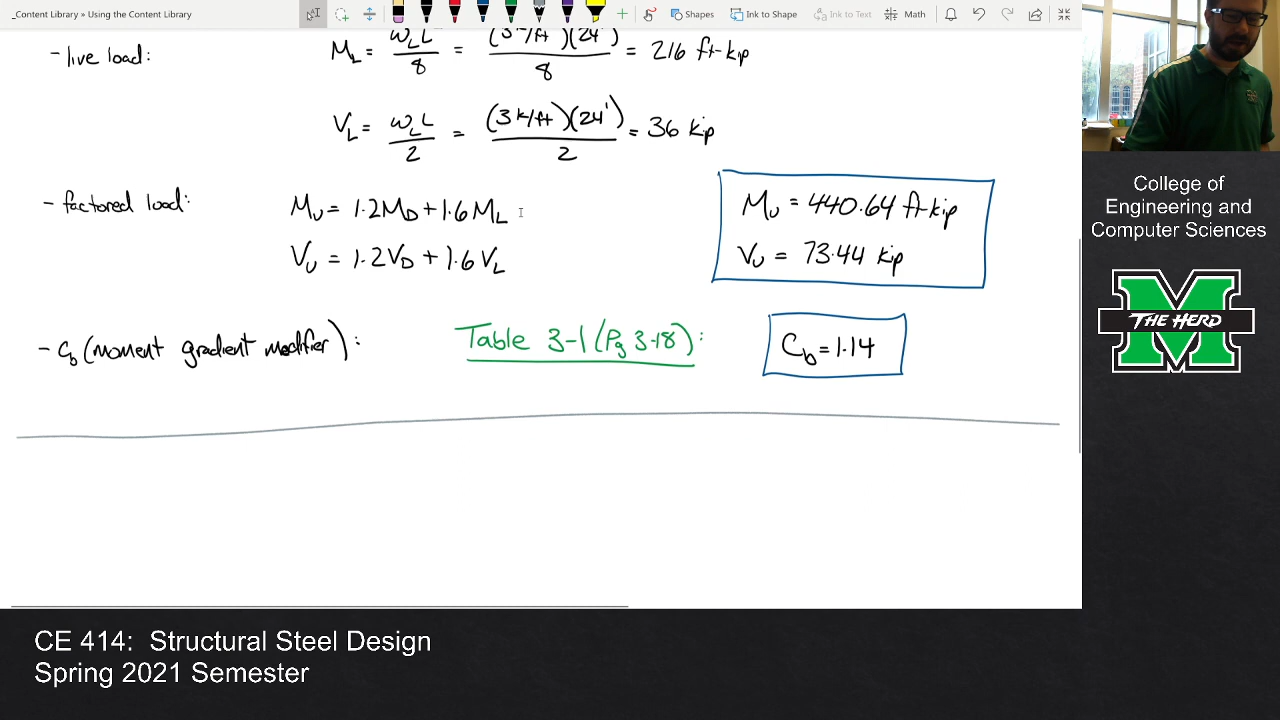 _Content Library » Using the Content Library
Shapes Ink to Shape Ink to Text Math
- live load: M_L = w_L L / 8 = (3 k/ft)(24') / 8 = 216 ft-kip
V_L = w_L L / 2 = (3 k/ft)(24') / 2 = 36 kip
- factored load: M_U = 1.2M_D + 1.6M_L
M_U = 440.64 ft-kip
V_U = 1.2V_D + 1.6V_L
V_U = 73.44 kip
- C_b (moment gradient modifier): Table 3-1 (Pg 3-18): C_b = 1.14
College of
Engineering and
Computer Sciences
THE HERD
CE 414: Structural Steel Design
Spring 2021 Semester